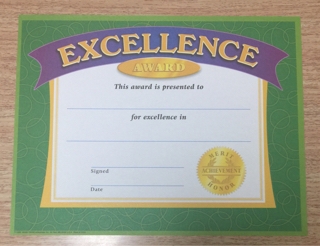 EXCELLENCE
AWARD
This award is presented to
for excellence in
Signed
Date
MERIT
ACHIEVEMENT
HONOR